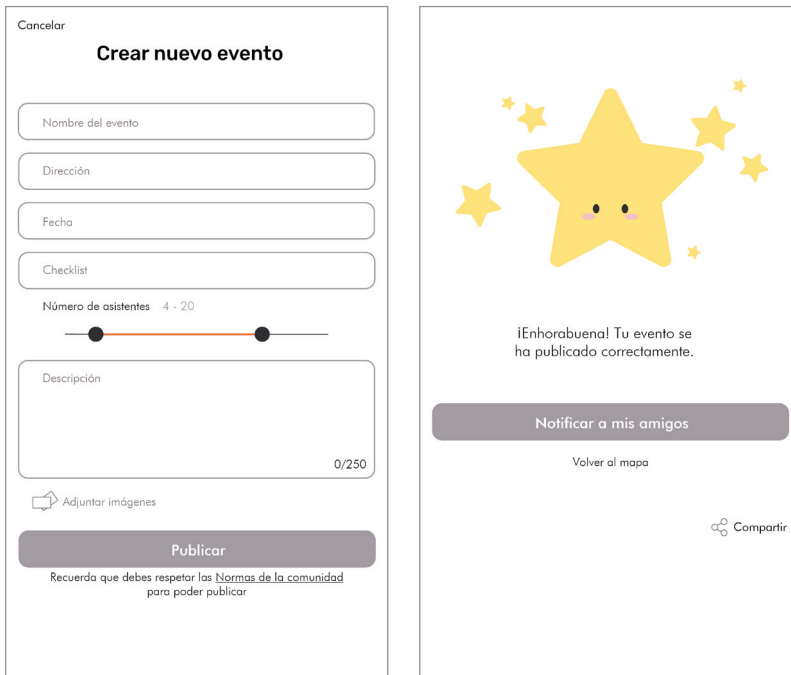 Cancelar
Crear nuevo evento
Nombre del evento
Dirección
Fecha
Checklist
Número de asistentes 4 - 20
Descripción
0/250
Adjuntar imágenes
Publicar
Recuerda que debes respetar las Normas de la comunidad
para poder publicar
¡Enhorabuena! Tu evento se
ha publicado correctamente.
Notificar a mis amigos
Volver al mapa
Compartir